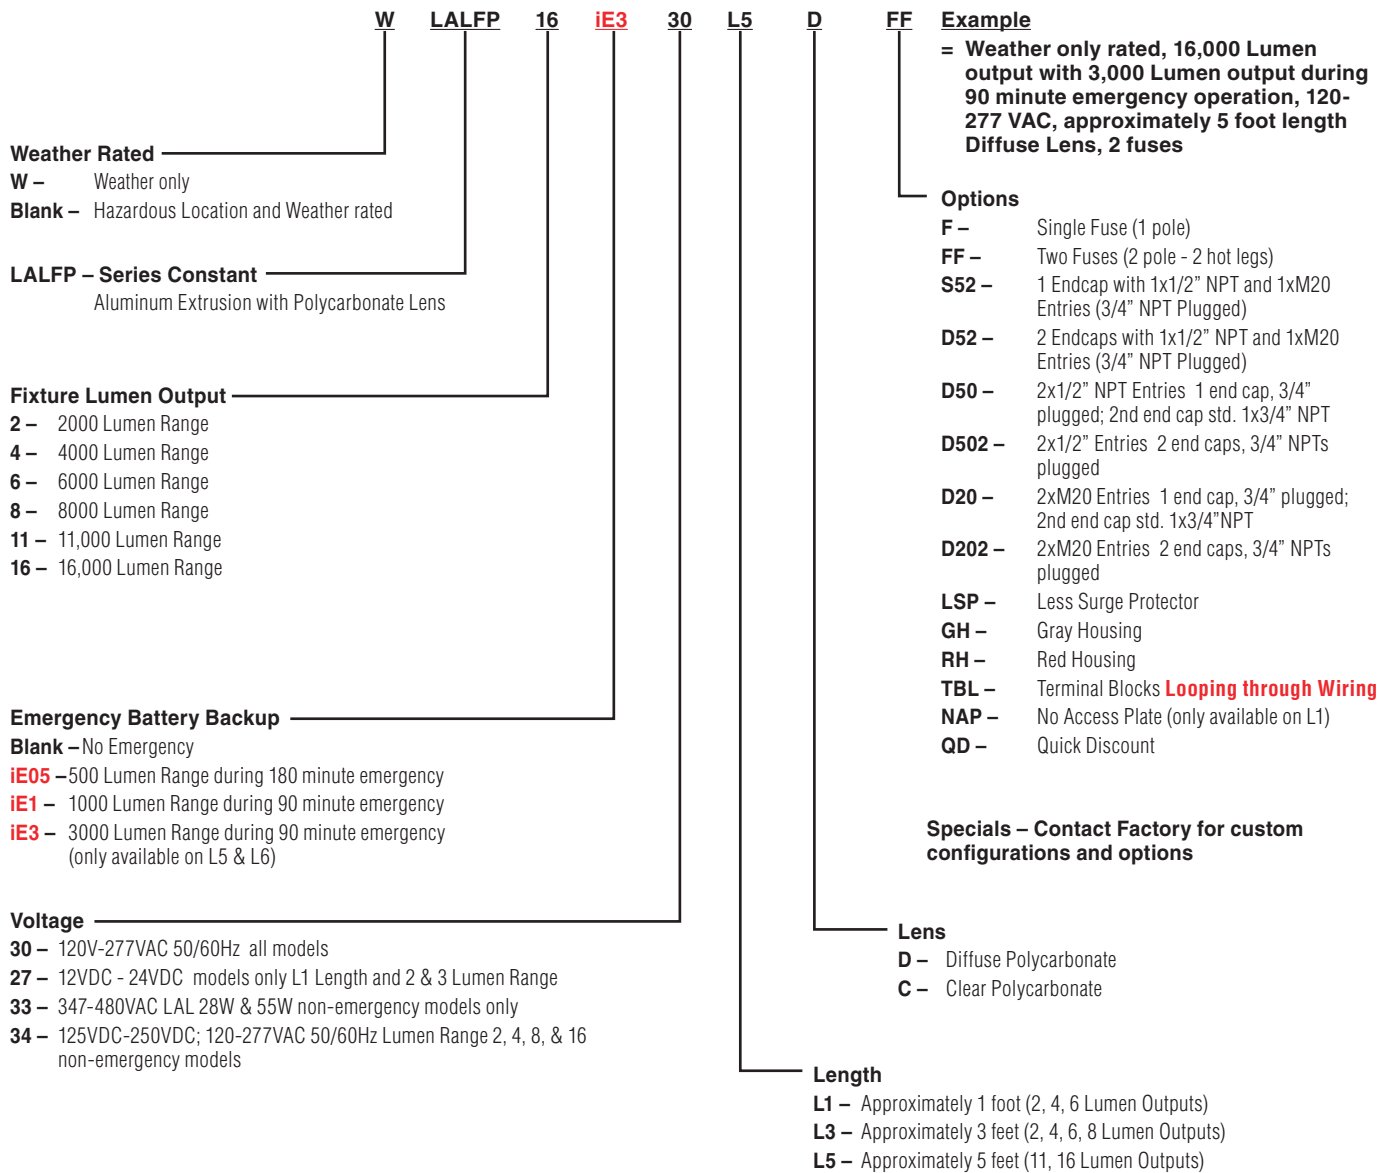 W LALFP 16 iE3 30 L5 D FF Example
= Weather only rated, 16,000 Lumen
output with 3,000 Lumen output during
90 minute emergency operation, 120-
277 VAC, approximately 5 foot length
Diffuse Lens, 2 fuses
Weather Rated
W – Weather only
Blank – Hazardous Location and Weather rated
LALFP – Series Constant
Aluminum Extrusion with Polycarbonate Lens
Fixture Lumen Output
2 – 2000 Lumen Range
4 – 4000 Lumen Range
6 – 6000 Lumen Range
8 – 8000 Lumen Range
11 – 11,000 Lumen Range
16 – 16,000 Lumen Range
Emergency Battery Backup
Blank – No Emergency
iE05 – 500 Lumen Range during 180 minute emergency
iE1 – 1000 Lumen Range during 90 minute emergency
iE3 – 3000 Lumen Range during 90 minute emergency
(only available on L5 & L6)
Voltage
30 – 120V-277VAC 50/60Hz all models
27 – 12VDC - 24VDC models only L1 Length and 2 & 3 Lumen Range
33 – 347-480VAC LAL 28W & 55W non-emergency models only
34 – 125VDC-250VDC; 120-277VAC 50/60Hz Lumen Range 2, 4, 8, & 16
non-emergency models
Options
F – Single Fuse (1 pole)
FF – Two Fuses (2 pole - 2 hot legs)
S52 – 1 Endcap with 1x1/2” NPT and 1xM20
Entries (3/4” NPT Plugged)
D52 – 2 Endcaps with 1x1/2” NPT and 1xM20
Entries (3/4” NPT Plugged)
D50 – 2x1/2” NPT Entries 1 end cap, 3/4”
plugged; 2nd end cap std. 1x3/4” NPT
D502 – 2x1/2” Entries 2 end caps, 3/4” NPTs
plugged
D20 – 2xM20 Entries 1 end cap, 3/4” plugged;
2nd end cap std. 1x3/4”NPT
D202 – 2xM20 Entries 2 end caps, 3/4” NPTs
plugged
LSP – Less Surge Protector
GH – Gray Housing
RH – Red Housing
TBL – Terminal Blocks Looping through Wiring
NAP – No Access Plate (only available on L1)
QD – Quick Discount
Specials – Contact Factory for custom
configurations and options
Lens
D – Diffuse Polycarbonate
C – Clear Polycarbonate
Length
L1 – Approximately 1 foot (2, 4, 6 Lumen Outputs)
L3 – Approximately 3 feet (2, 4, 6, 8 Lumen Outputs)
L5 – Approximately 5 feet (11, 16 Lumen Outputs)